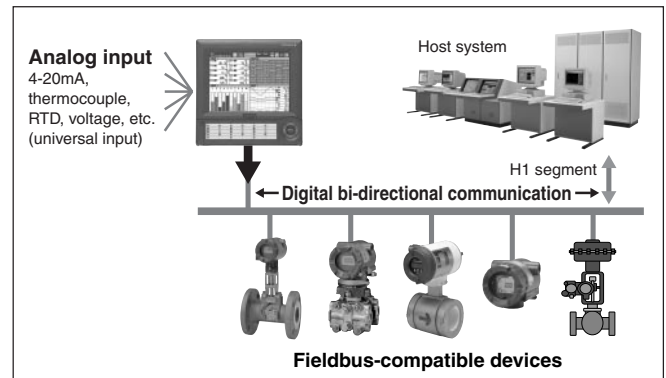 Analog input
4-20mA,
thermocouple,
RTD, voltage, etc.
(universal input)
Host system
H1 segment
Digital bi-directional communication
Fieldbus-compatible devices